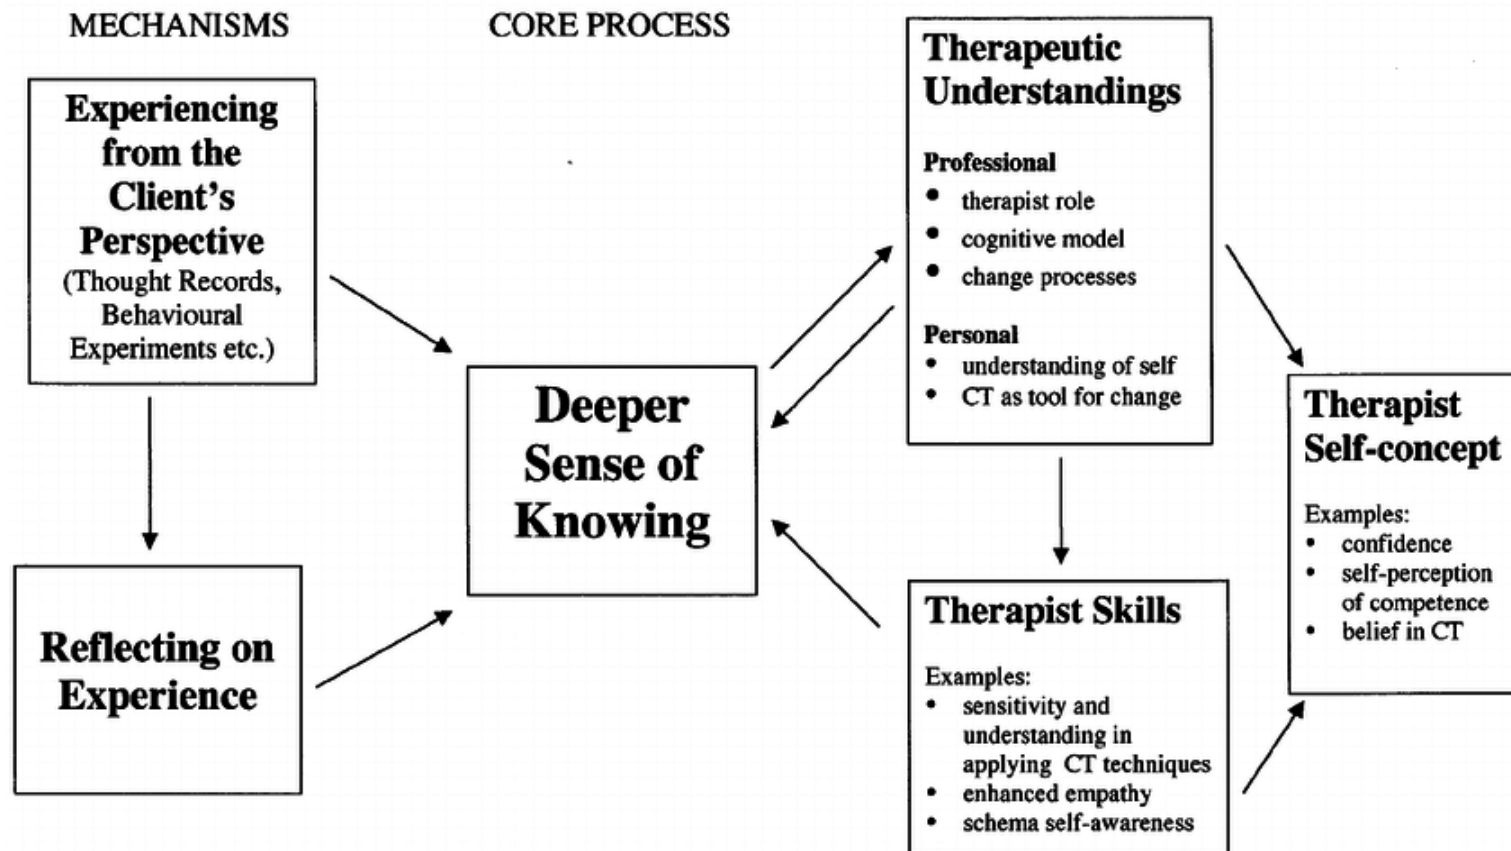 MECHANISMS
CORE PROCESS
Experiencing
from the
Client's
Perspective
(Thought Records,
Behavioural
Experiments etc.)
Reflecting on
Experience
Deeper
Sense of
Knowing
Therapeutic
Understandings
Professional
• therapist role
• cognitive model
• change processes
Personal
• understanding of self
• CT as tool for change
Therapist Skills
Examples:
• sensitivity and
understanding in
applying CT techniques
• enhanced empathy
• schema self-awareness
Therapist
Self-concept
Examples:
• confidence
• self-perception
of competence
• belief in CT